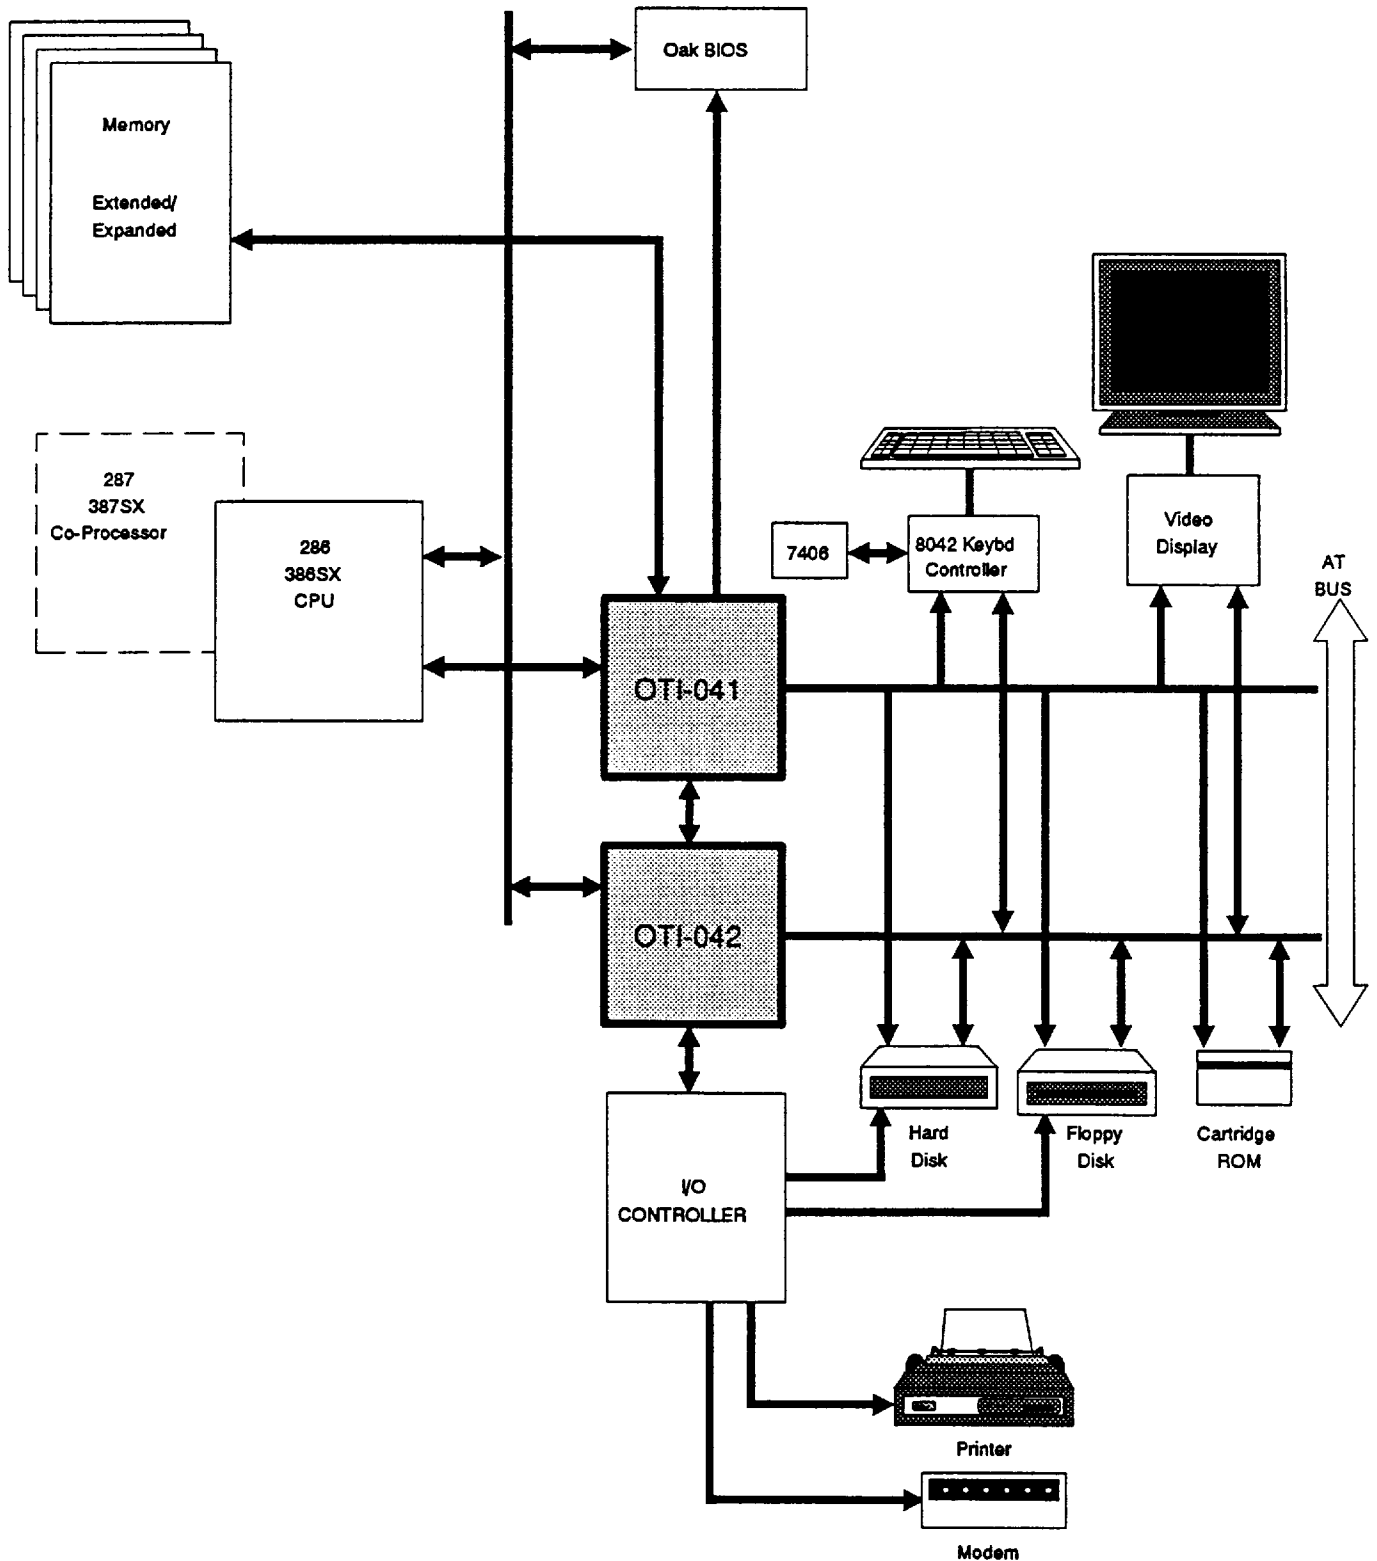 Oak BIOS
Memory
Extended/
Expanded
287
387SX
Co-Processor
286
386SX
CPU
7406
8042 Keybd
Controller
Video
Display
AT
BUS
OTI-041
OTI-042
I/O
CONTROLLER
Hard
Disk
Floppy
Disk
Cartridge
ROM
Printer
Modem